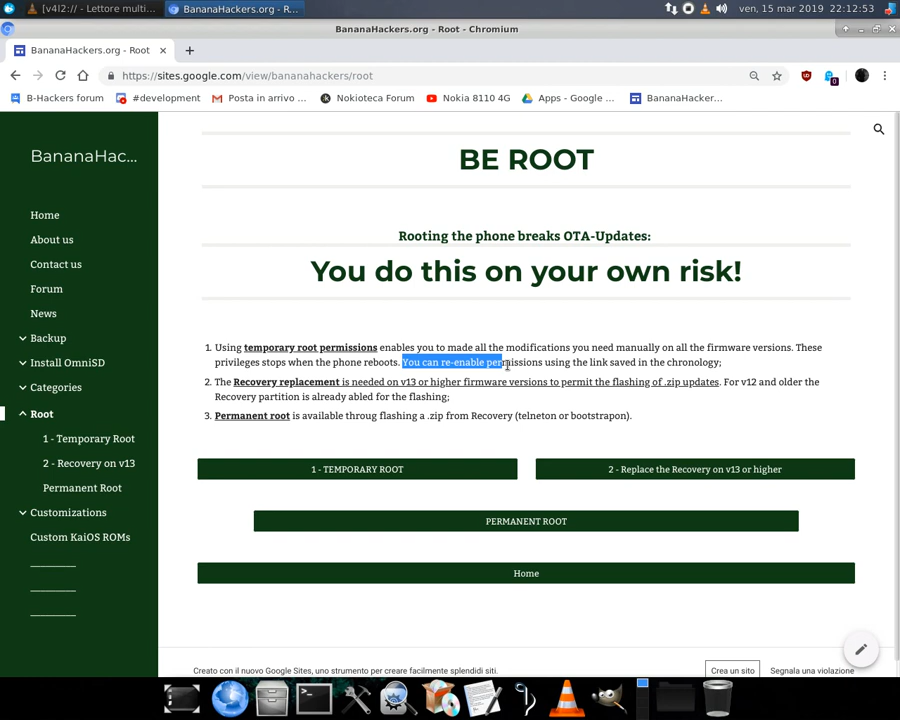 [v4l2:// - Lettore multi...
BananaHackers.org - R...
ven, 15 mar 2019
22:12:53
BananaHackers.org - Root - Chromium
BananaHackers.org - Root
https://sites.google.com/view/bananahackers/root
B-Hackers forum
#development
Posta in arrivo ...
Nokioteca Forum
Nokia 8110 4G
Apps - Google ...
BananaHacker...
BananaHac...
Home
About us
Contact us
Forum
News
Backup
Install OmniSD
Categories
Root
1 - Temporary Root
2 - Recovery on v13
Permanent Root
Customizations
Custom KaiOS ROMs
BE ROOT
Rooting the phone breaks OTA-Updates:
You do this on your own risk!
1. Using temporary root permissions enables you to made all the modifications you need manually on all the firmware versions. These
privileges stops when the phone reboots. You can re-enable permissions using the link saved in the chronology;
2. The Recovery replacement is needed on v13 or higher firmware versions to permit the flashing of .zip updates. For v12 and older the
Recovery partition is already abled for the flashing;
3. Permanent root is available throug flashing a .zip from Recovery (telneton or bootstrapon).
1 - TEMPORARY ROOT
2 - Replace the Recovery on v13 or higher
PERMANENT ROOT
Home
Creato con il nuovo Google Sites, uno strumento per creare facilmente splendidi siti.
Crea un sito
Segnala una violazione